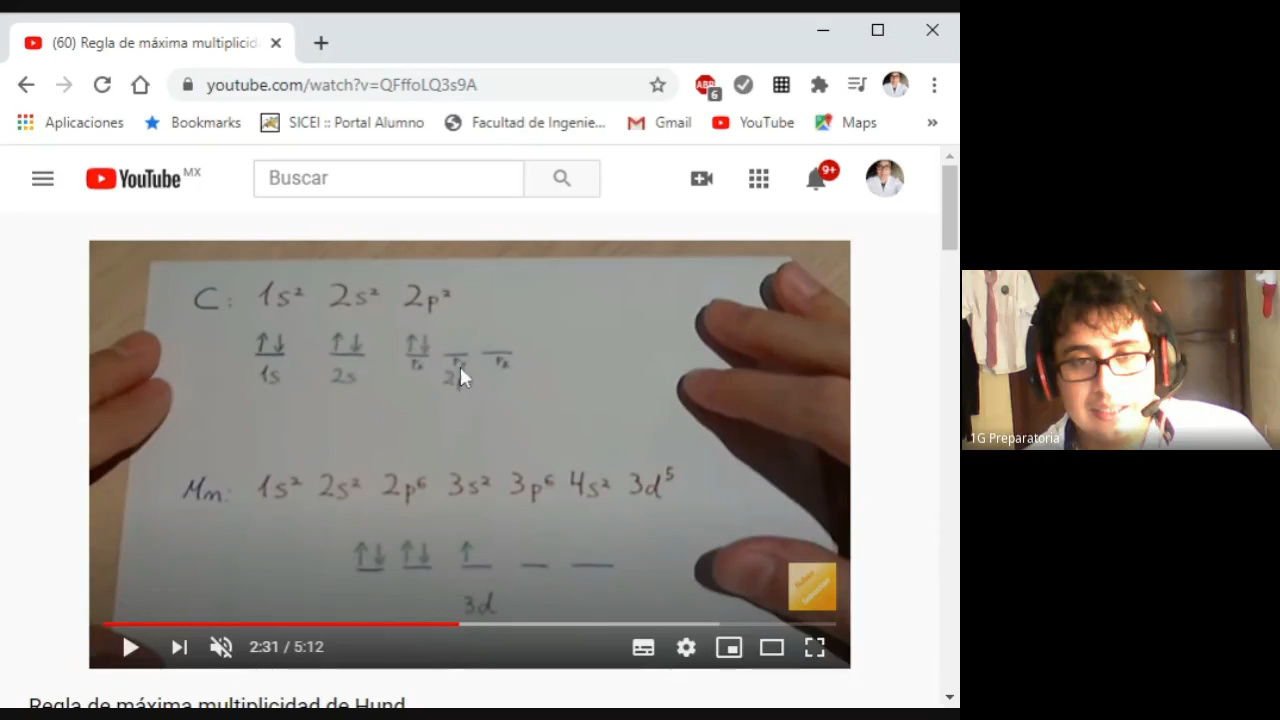 (60) Regla de máxima multiplicid
youtube.com/watch?v=QFffoLQ3s9A
ABP
6
Aplicaciones Bookmarks SICEI :: Portal Alumno Facultad de Ingenie... Gmail YouTube Maps »
YouTube MX
Buscar
9+
C: 1s² 2s² 2p²
↑↓ ↑↓ ↑↓
1s 2s
Mn: 1s² 2s² 2p⁶ 3s² 3p⁶ 4s² 3d⁵
↑↓ ↑↓ ↑
3d
2:31 / 5:12
Regla de máxima multiplicidad de Hund
1G Preparatoria